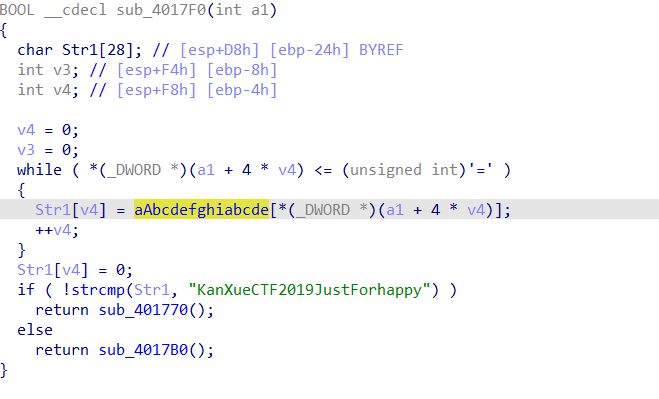 BOOL __cdecl sub_4017F0(int a1)
{
  char Str1[28]; // [esp+D8h] [ebp-24h] BYREF
  int v3; // [esp+F4h] [ebp-8h]
  int v4; // [esp+F8h] [ebp-4h]

  v4 = 0;
  v3 = 0;
  while ( *(_DWORD *)(a1 + 4 * v4) <= (unsigned int)'=' )
  {
    Str1[v4] = aAbcdefghiabcde[*(_DWORD *)(a1 + 4 * v4)];
    ++v4;
  }
  Str1[v4] = 0;
  if ( !strcmp(Str1, "KanXueCTF2019JustForhappy") )
    return sub_401770();
  else
    return sub_4017B0();
}